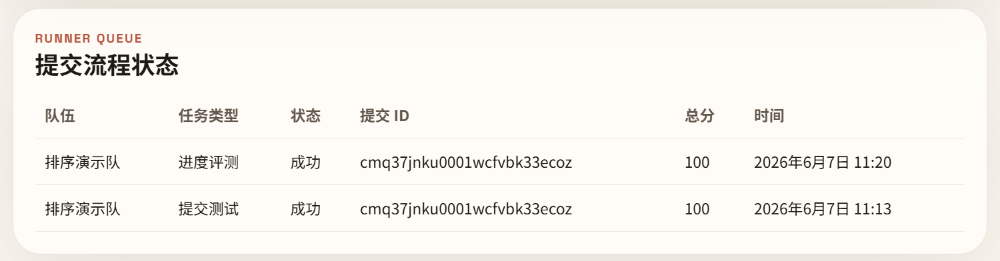 RUNNER QUEUE
提交流程状态
队伍 任务类型 状态 提交 ID 总分 时间
排序演示队 进度评测 成功 cmq37jnku0001wcfvbk33ecoz 100 2026年6月7日 11:20
排序演示队 提交测试 成功 cmq37jnku0001wcfvbk33ecoz 100 2026年6月7日 11:13